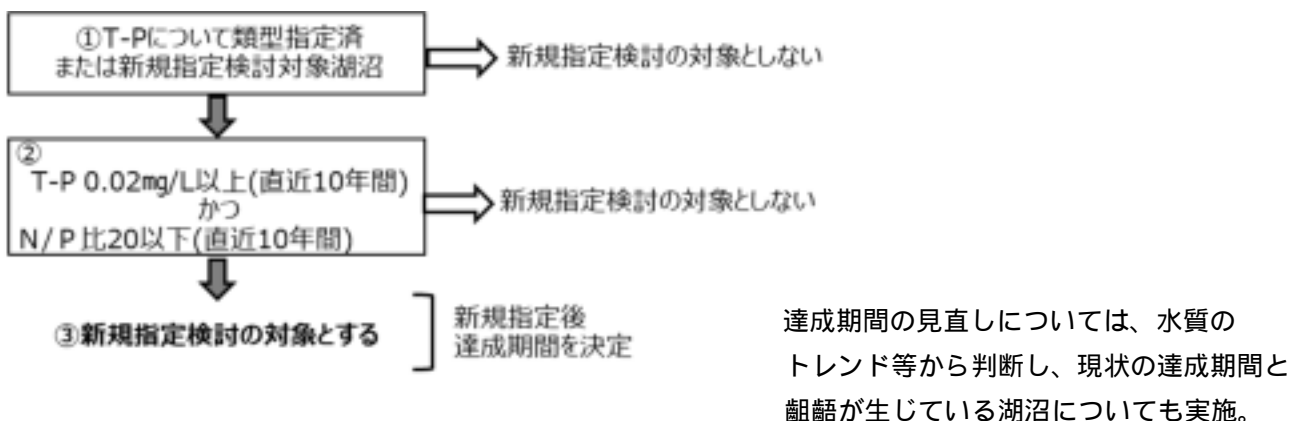 ①T-Pについて類型指定済
または新規指定検討対象湖沼
新規指定検討の対象としない
②
T-P 0.02mg/L以上(直近10年間)
かつ
N/P比20以下(直近10年間)
新規指定検討の対象としない
③新規指定検討の対象とする
新規指定後
達成期間を決定
達成期間の見直しについては、水質の
トレンド等から判断し、現状の達成期間と
齟齬が生じている湖沼についても実施。